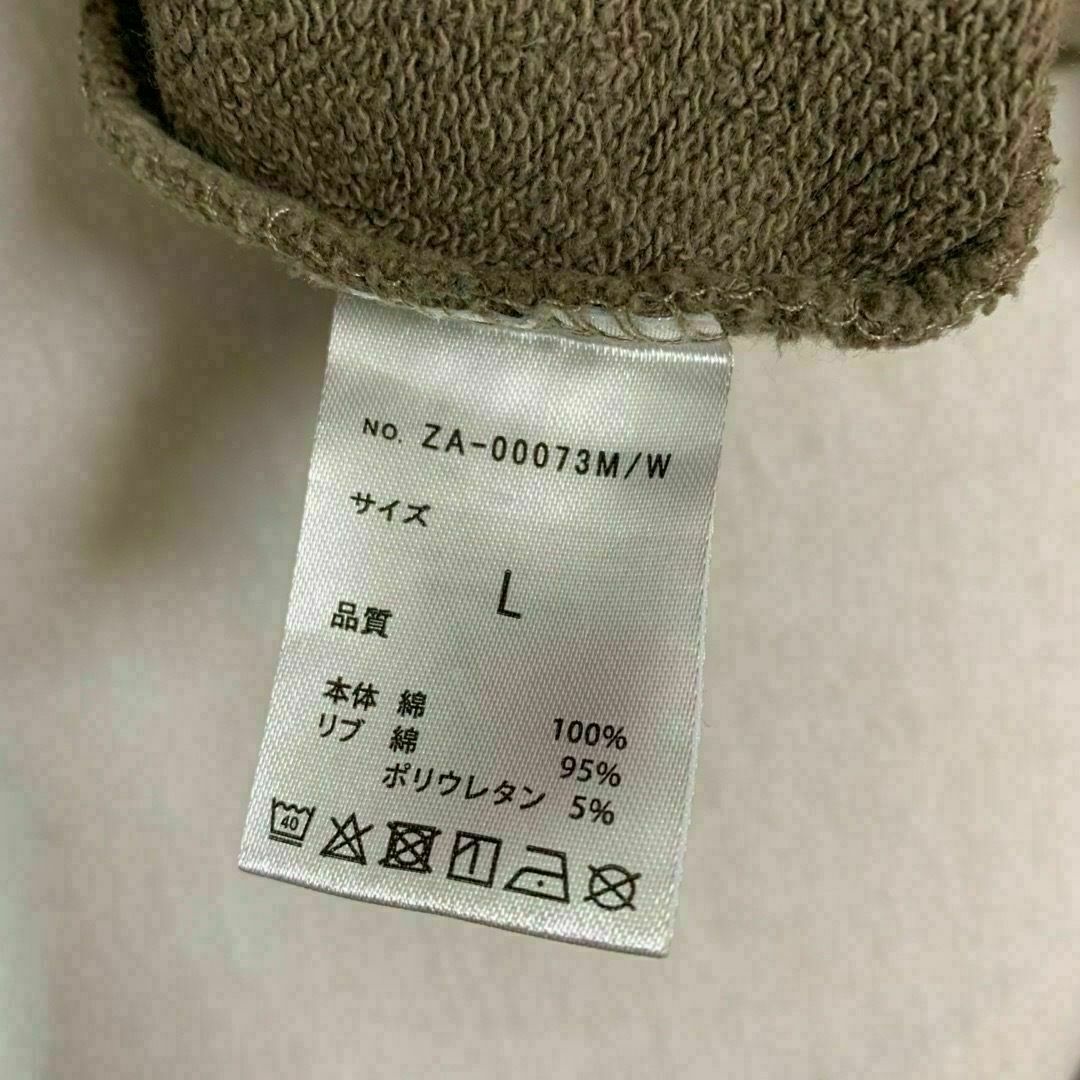 NO. ZA-00073M/W
サイズ
L
品質
本体 綿 100%
リブ 綿 95%
ポリウレタン 5%
40